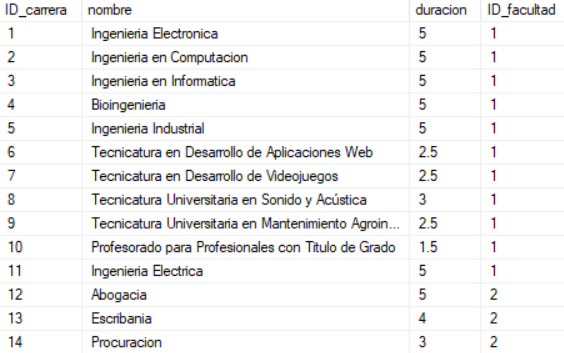 ID_carrera nombre duracion ID_facultad
1 Ingenieria Electronica 5 1
2 Ingenieria en Computacion 5 1
3 Ingenieria en Informatica 5 1
4 Bioingenieria 5 1
5 Ingenieria Industrial 5 1
6 Tecnicatura en Desarrollo de Aplicaciones Web 2.5 1
7 Tecnicatura en Desarrollo de Videojuegos 2.5 1
8 Tecnicatura Universitaria en Sonido y Acústica 3 1
9 Tecnicatura Universitaria en Mantenimiento Agroin... 2.5 1
10 Profesorado para Profesionales con Titulo de Grado 1.5 1
11 Ingenieria Electrica 5 1
12 Abogacia 5 2
13 Escribania 4 2
14 Procuracion 3 2